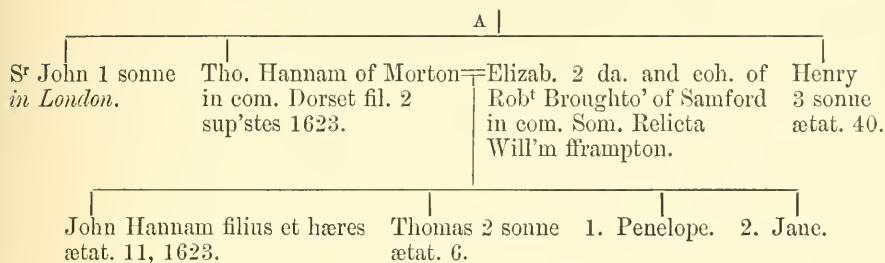 A
Sʳ John 1 sonne
in London.
Tho. Hannam of Morton
in com. Dorset fil. 2
sup'stes 1623.
Elizab. 2 da. and coh. of
Robᵗ Broughto' of Samford
in com. Som. Relicta
Will'm fframpton.
Henry
3 sonne
ætat. 40.
John Hannam filius et hæres
ætat. 11, 1623.
Thomas 2 sonne
ætat. 6.
1. Penelope.
2. Jane.